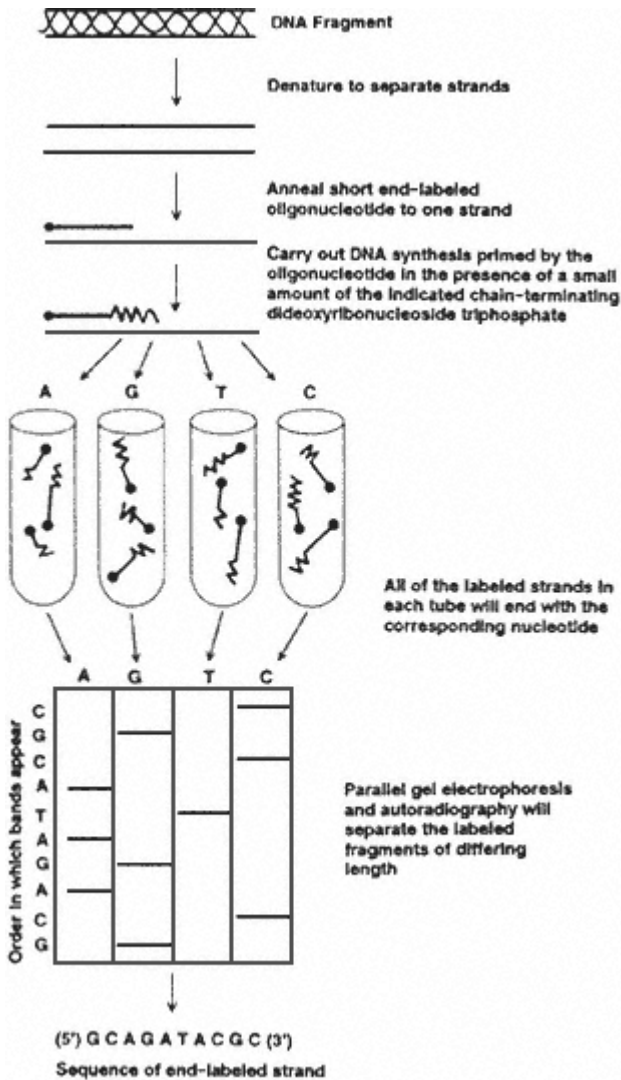 DNA Fragment
Denature to separate strands
Anneal short end-labeled
oligonucleotide to one strand
Carry out DNA synthesis primed by the
oligonucleotide in the presence of a small
amount of the indicated chain-terminating
dideoxyribonucleoside triphosphate
A G T C
All of the labeled strands in
each tube will end with the
corresponding nucleotide
A G T C
Order in which bands appear
C
G
C
A
T
A
G
A
C
G
Parallel gel electrophoresis
and autoradiography will
separate the labeled
fragments of differing
length
(5') G C A G A T A C G C (3')
Sequence of end-labeled strand